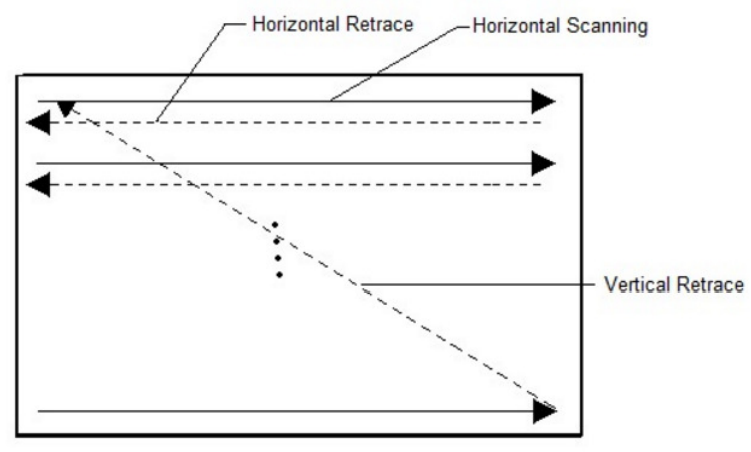 Horizontal Retrace
Horizontal Scanning
Vertical Retrace